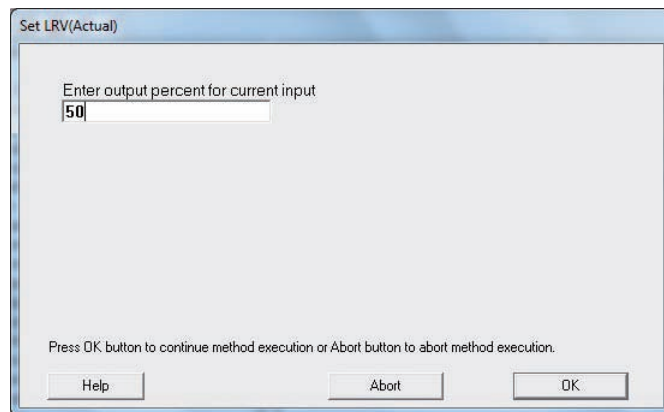 Set LRV(Actual)
Enter output percent for current input
50
Press OK button to continue method execution or Abort button to abort method execution.
Help
Abort
OK